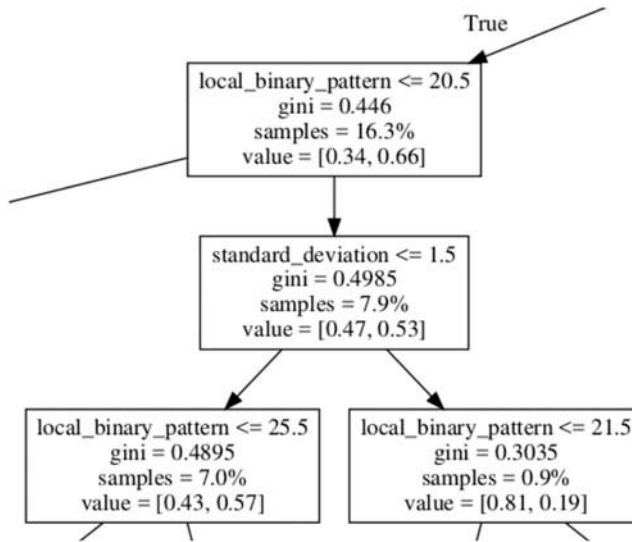 True
local_binary_pattern <= 20.5
gini = 0.446
samples = 16.3%
value = [0.34, 0.66]
standard_deviation <= 1.5
gini = 0.4985
samples = 7.9%
value = [0.47, 0.53]
local_binary_pattern <= 25.5
gini = 0.4895
samples = 7.0%
value = [0.43, 0.57]
local_binary_pattern <= 21.5
gini = 0.3035
samples = 0.9%
value = [0.81, 0.19]